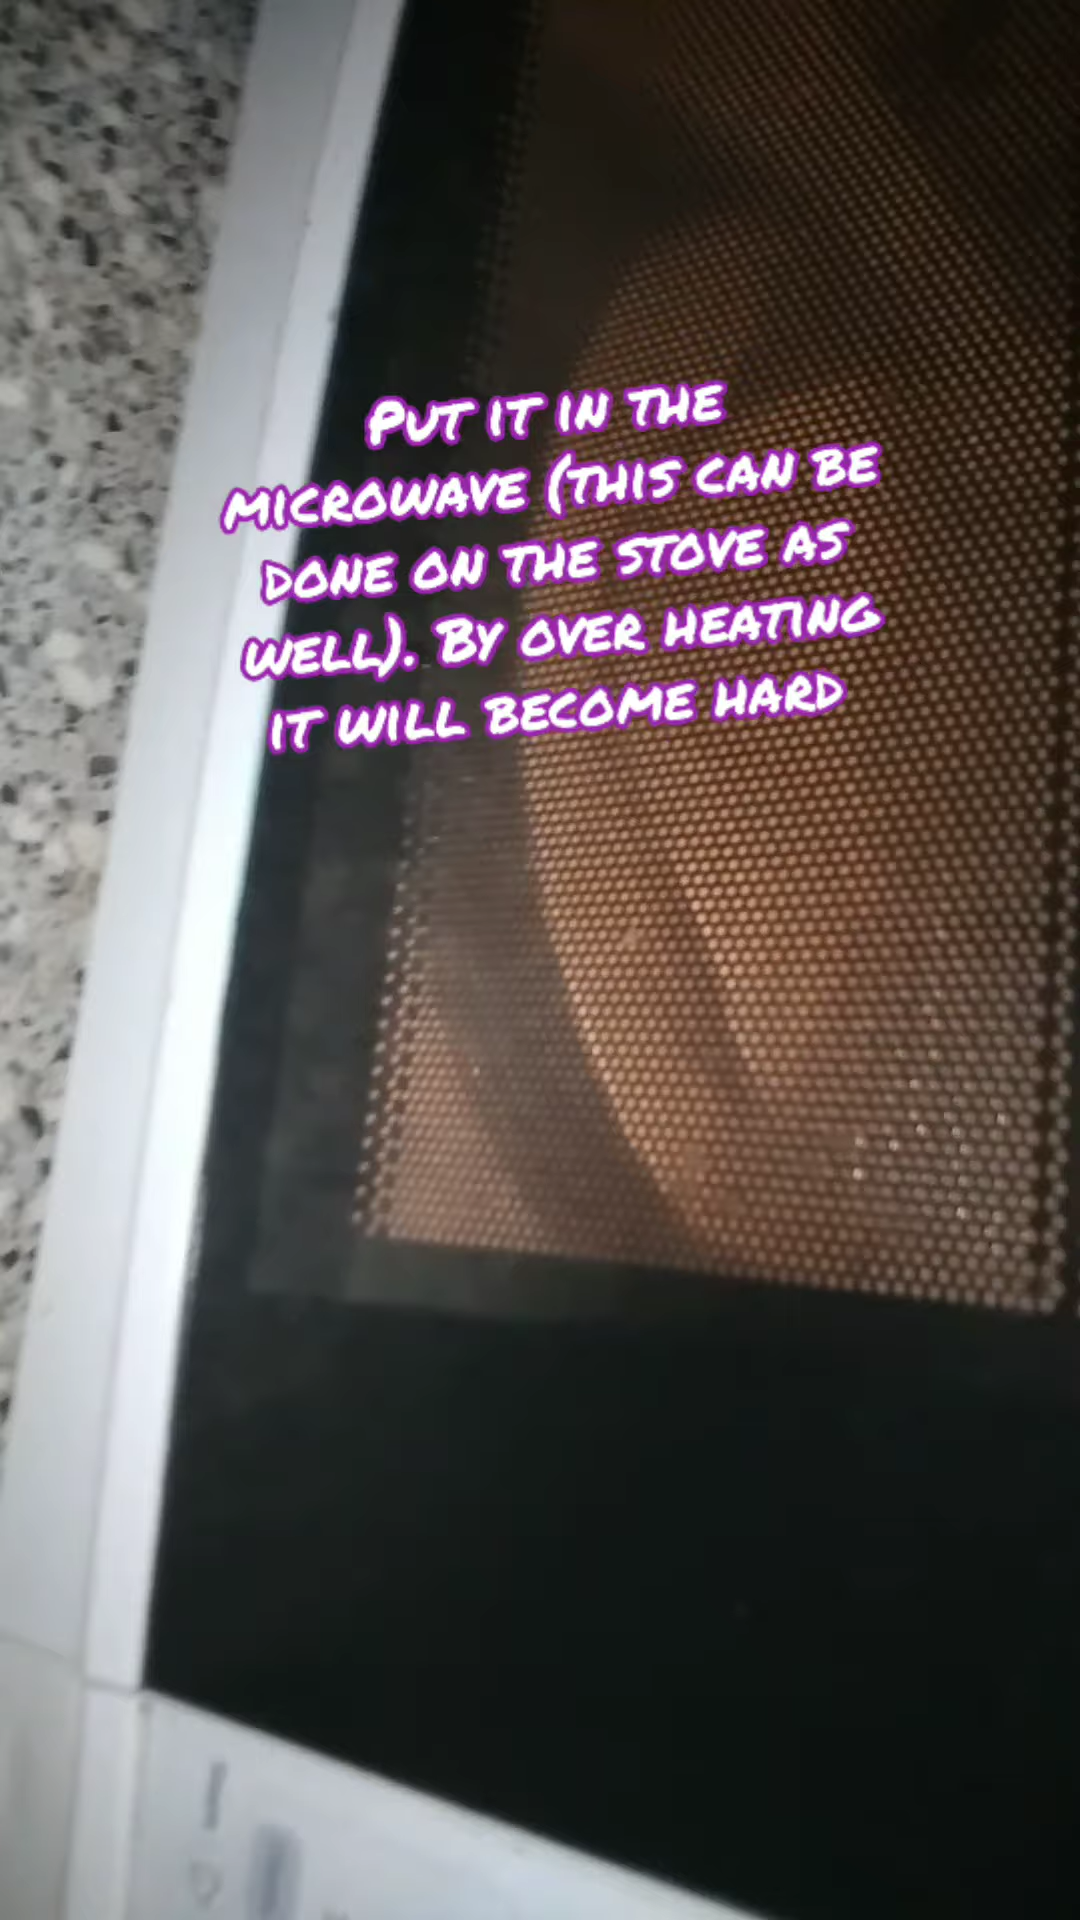 Put it in the
microwave (this can be
done on the stove as
well). By over heating
it will become hard